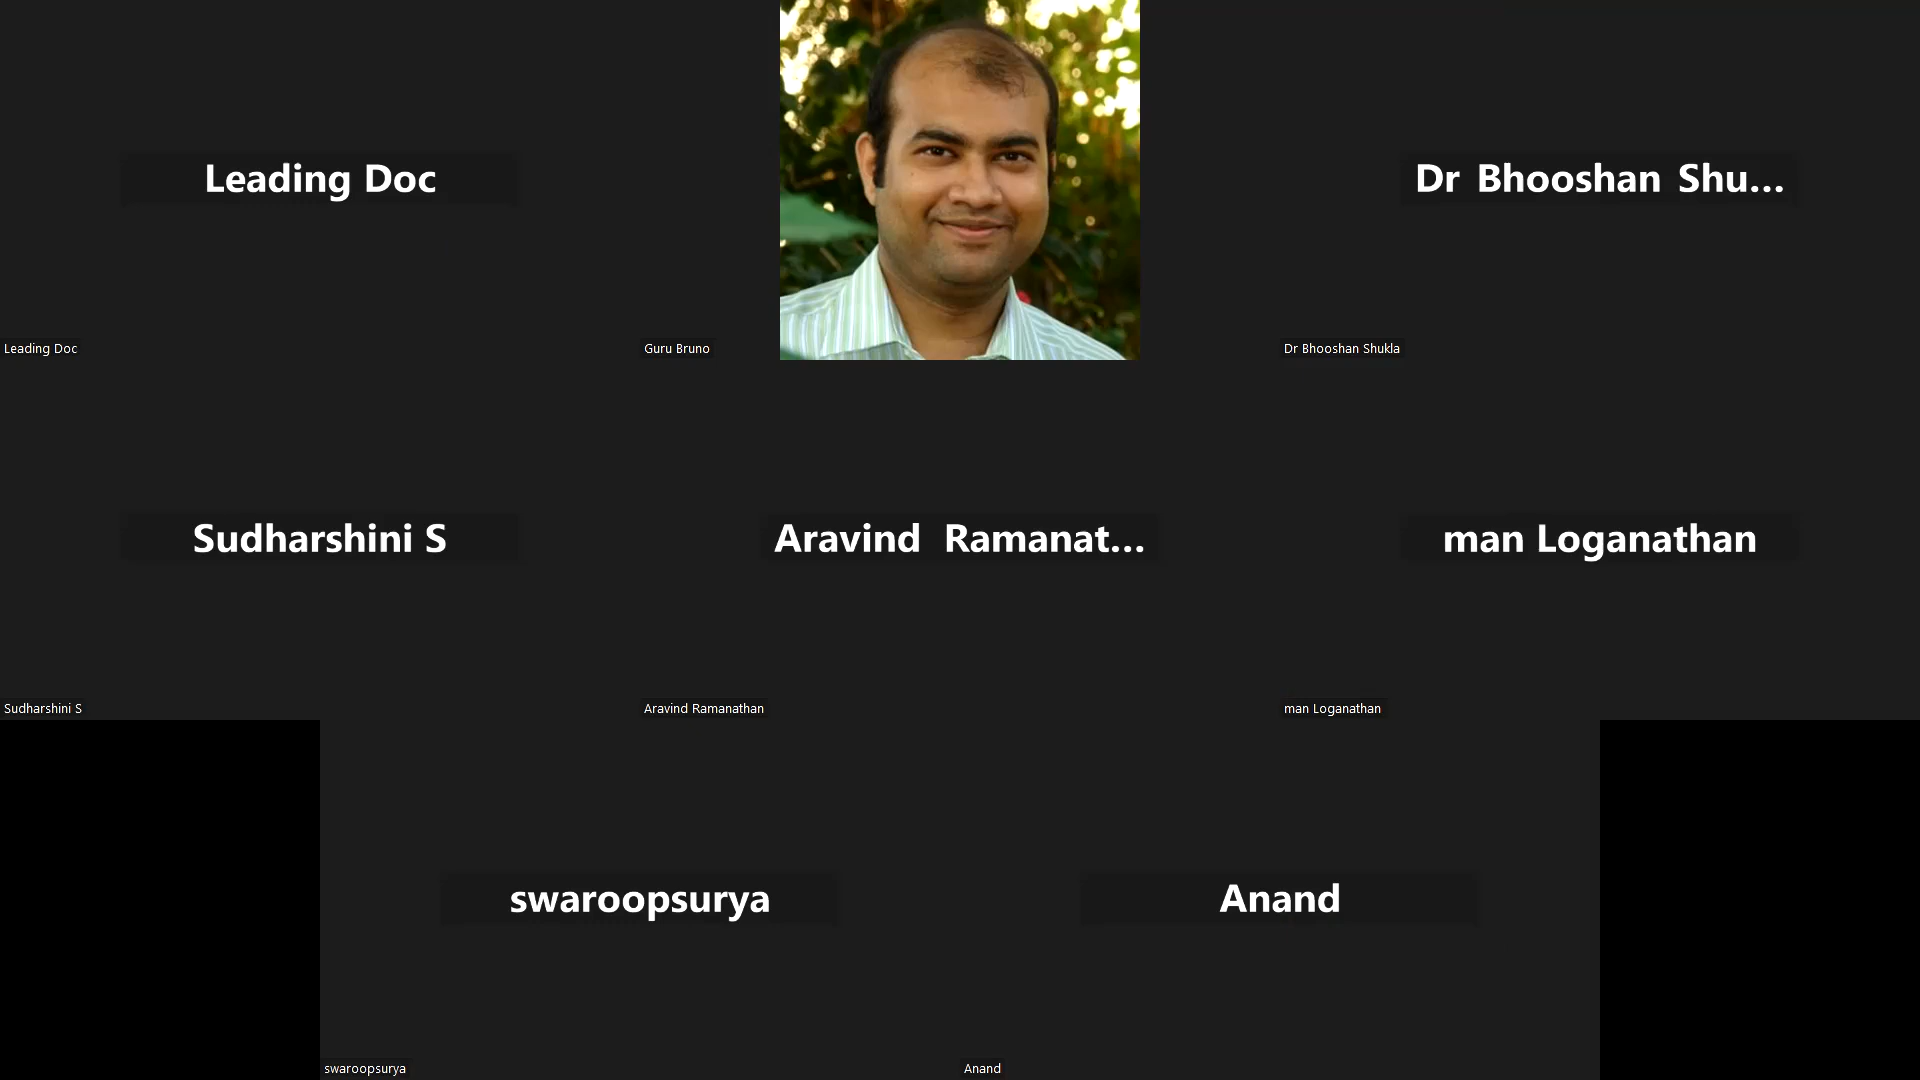 Leading Doc
Dr Bhooshan Shu...
Leading Doc
Guru Bruno
Dr Bhooshan Shukla
Sudharshini S
Aravind Ramanat...
man Loganathan
Sudharshini S
Aravind Ramanathan
man Loganathan
swaroopsurya
Anand
swaroopsurya
Anand